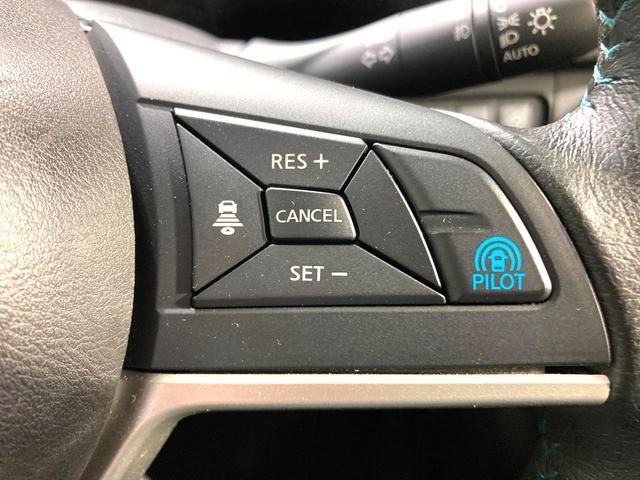 AUTO
RES +
CANCEL
SET −
PILOT